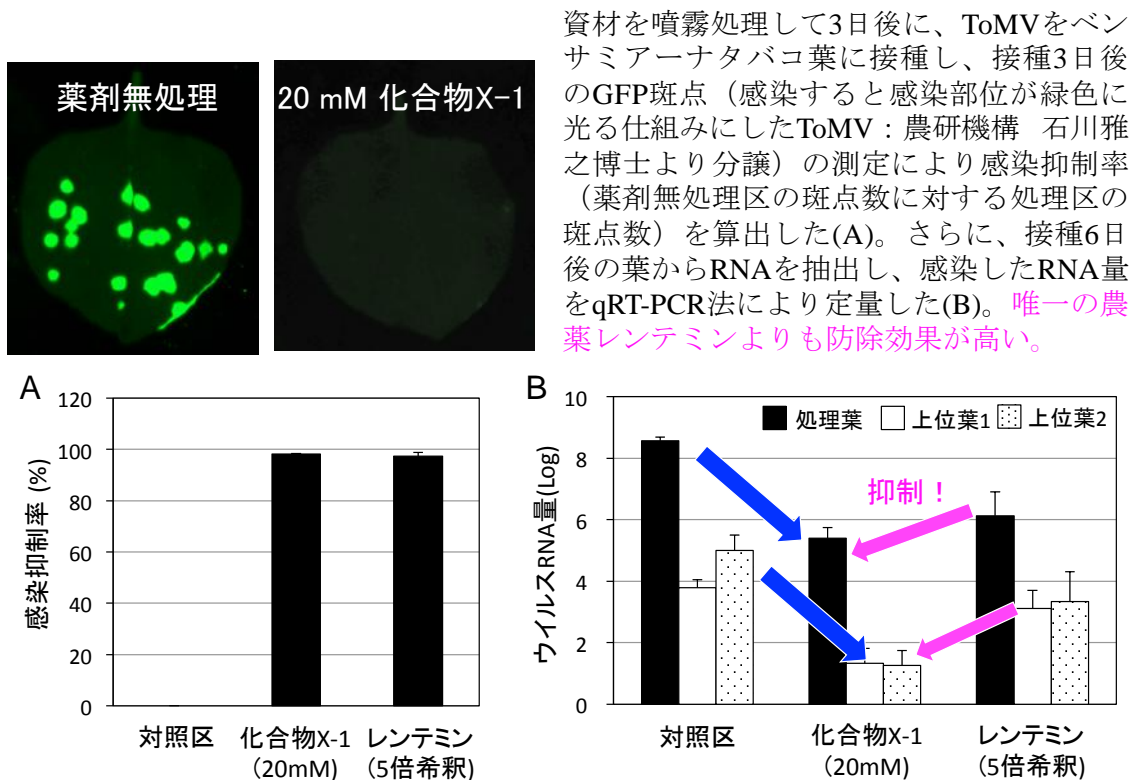 薬剤無処理
20 mM 化合物X-1
資材を噴霧処理して3日後に、ToMVをベン
サミアーナタバコ葉に接種し、接種3日後
のGFP斑点（感染すると感染部位が緑色に
光る仕組みにしたToMV：農研機構 石川雅
之博士より分譲）の測定により感染抑制率
（薬剤無処理区の斑点数に対する処理区の
斑点数）を算出した(A)。さらに、接種6日
後の葉からRNAを抽出し、感染したRNA量
をqRT-PCR法により定量した(B)。唯一の農
薬レンテミンよりも防除効果が高い。
A
感染抑制率 (%)
120
100
80
60
40
20
0
対照区
化合物X-1
(20mM)
レンテミン
(5倍希釈)
B
ウイルスRNA量(Log)
10
8
6
4
2
0
処理葉 上位葉1 上位葉2
抑制！
対照区
化合物X-1
(20mM)
レンテミン
(5倍希釈)